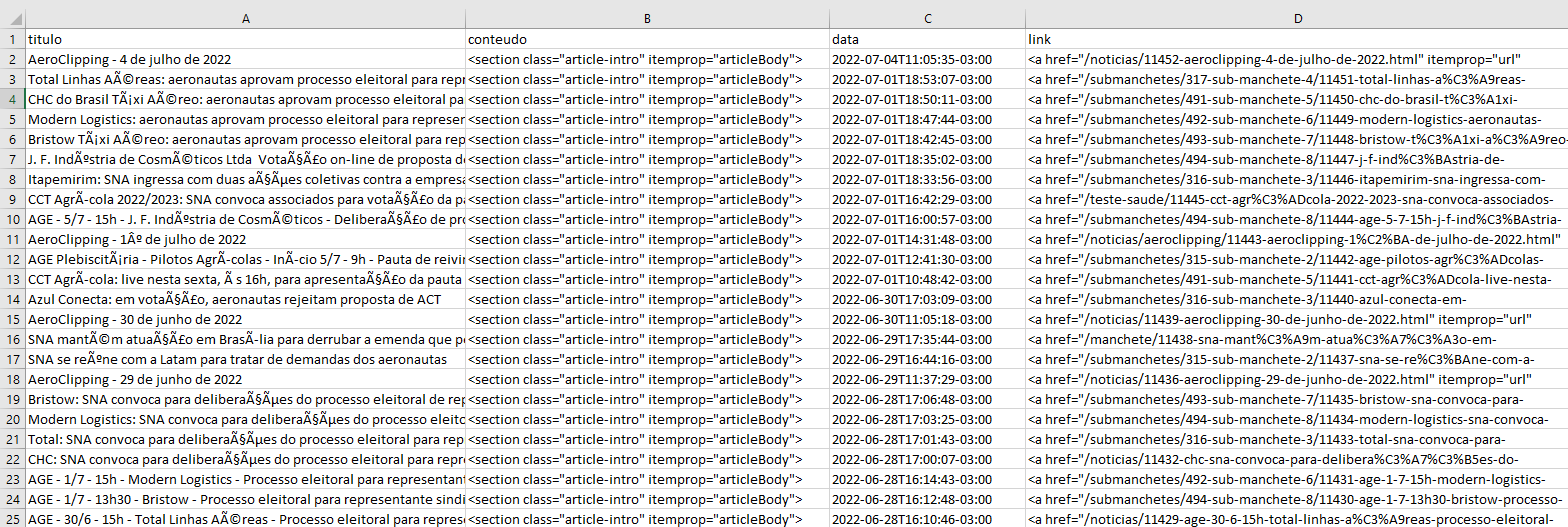 A B C D
1 titulo conteudo data link
2 AeroClipping - 4 de julho de 2022 <section class="article-intro" itemprop="articleBody"> 2022-07-04T11:05:35-03:00 <a href="/noticias/11452-aeroclipping-4-de-julho-de-2022.html" itemprop="url"
3 Total Linhas AÃ©reas: aeronautas aprovam processo eleitoral para repr <section class="article-intro" itemprop="articleBody"> 2022-07-01T18:53:07-03:00 <a href="/submanchetes/317-sub-manchete-4/11451-total-linhas-a%C3%A9reas-
4 CHC do Brasil TÃ¡xi AÃ©reo: aeronautas aprovam processo eleitoral pa <section class="article-intro" itemprop="articleBody"> 2022-07-01T18:50:11-03:00 <a href="/submanchetes/491-sub-manchete-5/11450-chc-do-brasil-t%C3%A1xi-
5 Modern Logistics: aeronautas aprovam processo eleitoral para represer <section class="article-intro" itemprop="articleBody"> 2022-07-01T18:47:44-03:00 <a href="/submanchetes/492-sub-manchete-6/11449-modern-logistics-aeronautas-
6 Bristow TÃ¡xi AÃ©reo: aeronautas aprovam processo eleitoral para rep <section class="article-intro" itemprop="articleBody"> 2022-07-01T18:42:45-03:00 <a href="/submanchetes/493-sub-manchete-7/11448-bristow-t%C3%A1xi-a%C3%A9reo-
7 J. F. IndÃºstria de CosmÃ©ticos Ltda VotaÃ§Ã£o on-line de proposta de <section class="article-intro" itemprop="articleBody"> 2022-07-01T18:35:02-03:00 <a href="/submanchetes/494-sub-manchete-8/11447-j-f-ind%C3%BAstria-de-
8 Itapemirim: SNA ingressa com duas aÃ§Ãµes coletivas contra a empresa <section class="article-intro" itemprop="articleBody"> 2022-07-01T18:33:56-03:00 <a href="/submanchetes/316-sub-manchete-3/11446-itapemirim-sna-ingressa-com-
9 CCT AgrÃ­cola 2022/2023: SNA convoca associados para votaÃ§Ã£o da pa <section class="article-intro" itemprop="articleBody"> 2022-07-01T16:42:29-03:00 <a href="/teste-saude/11445-cct-agr%C3%ADcola-2022-2023-sna-convoca-associados-
10 AGE - 5/7 - 15h - J. F. IndÃºstria de CosmÃ©ticos - DeliberaÃ§Ã£o de pro <section class="article-intro" itemprop="articleBody"> 2022-07-01T16:00:57-03:00 <a href="/submanchetes/494-sub-manchete-8/11444-age-5-7-15h-j-f-ind%C3%BAstria-
11 AeroClipping - 1Âº de julho de 2022 <section class="article-intro" itemprop="articleBody"> 2022-07-01T14:31:48-03:00 <a href="/noticias/aeroclipping/11443-aeroclipping-1%C2%BA-de-julho-de-2022.html"
12 AGE PlebiscitÃ¡ria - Pilotos AgrÃ­colas - InÃ­cio 5/7 - 9h - Pauta de reivir <section class="article-intro" itemprop="articleBody"> 2022-07-01T12:41:30-03:00 <a href="/submanchetes/315-sub-manchete-2/11442-age-pilotos-agr%C3%ADcolas-
13 CCT AgrÃ­cola: live nesta sexta, Ã s 16h, para apresentaÃ§Ã£o da pauta <section class="article-intro" itemprop="articleBody"> 2022-07-01T10:48:42-03:00 <a href="/submanchetes/491-sub-manchete-5/11441-cct-agr%C3%ADcola-live-nesta-
14 Azul Conecta: em votaÃ§Ã£o, aeronautas rejeitam proposta de ACT <section class="article-intro" itemprop="articleBody"> 2022-06-30T17:03:09-03:00 <a href="/submanchetes/316-sub-manchete-3/11440-azul-conecta-em-
15 AeroClipping - 30 de junho de 2022 <section class="article-intro" itemprop="articleBody"> 2022-06-30T11:05:18-03:00 <a href="/noticias/11439-aeroclipping-30-de-junho-de-2022.html" itemprop="url"
16 SNA mantÃ©m atuaÃ§Ã£o em BrasÃ­lia para derrubar a emenda que po <section class="article-intro" itemprop="articleBody"> 2022-06-29T17:35:44-03:00 <a href="/manchete/11438-sna-mant%C3%A9m-atua%C3%A7%C3%A3o-em-
17 SNA se reÃºne com a Latam para tratar de demandas dos aeronautas <section class="article-intro" itemprop="articleBody"> 2022-06-29T16:44:16-03:00 <a href="/submanchetes/315-sub-manchete-2/11437-sna-se-re%C3%BAne-com-a-
18 AeroClipping - 29 de junho de 2022 <section class="article-intro" itemprop="articleBody"> 2022-06-29T11:37:29-03:00 <a href="/noticias/11436-aeroclipping-29-de-junho-de-2022.html" itemprop="url"
19 Bristow: SNA convoca para deliberaÃ§Ãµes do processo eleitoral de rep <section class="article-intro" itemprop="articleBody"> 2022-06-28T17:06:48-03:00 <a href="/submanchetes/493-sub-manchete-7/11435-bristow-sna-convoca-para-
20 Modern Logistics: SNA convoca para deliberaÃ§Ãµes do processo eleito <section class="article-intro" itemprop="articleBody"> 2022-06-28T17:03:25-03:00 <a href="/submanchetes/494-sub-manchete-8/11434-modern-logistics-sna-convoca-
21 Total: SNA convoca para deliberaÃ§Ãµes do processo eleitoral para rep <section class="article-intro" itemprop="articleBody"> 2022-06-28T17:01:43-03:00 <a href="/submanchetes/316-sub-manchete-3/11433-total-sna-convoca-para-
22 CHC: SNA convoca para deliberaÃ§Ãµes do processo eleitoral para repr <section class="article-intro" itemprop="articleBody"> 2022-06-28T17:00:07-03:00 <a href="/noticias/11432-chc-sna-convoca-para-delibera%C3%A7%C3%B5es-do-
23 AGE - 1/7 - 15h - Modern Logistics - Processo eleitoral para representan <section class="article-intro" itemprop="articleBody"> 2022-06-28T16:14:43-03:00 <a href="/submanchetes/492-sub-manchete-6/11431-age-1-7-15h-modern-logistics-
24 AGE - 1/7 - 13h30 - Bristow - Processo eleitoral para representante sindi <section class="article-intro" itemprop="articleBody"> 2022-06-28T16:12:48-03:00 <a href="/submanchetes/494-sub-manchete-8/11430-age-1-7-13h30-bristow-processo-
25 AGE - 30/6 - 15h - Total Linhas AÃ©reas - Processo eleitoral para repres <section class="article-intro" itemprop="articleBody"> 2022-06-28T16:10:46-03:00 <a href="/noticias/11429-age-30-6-15h-total-linhas-a%C3%A9reas-processo-eleitoral-